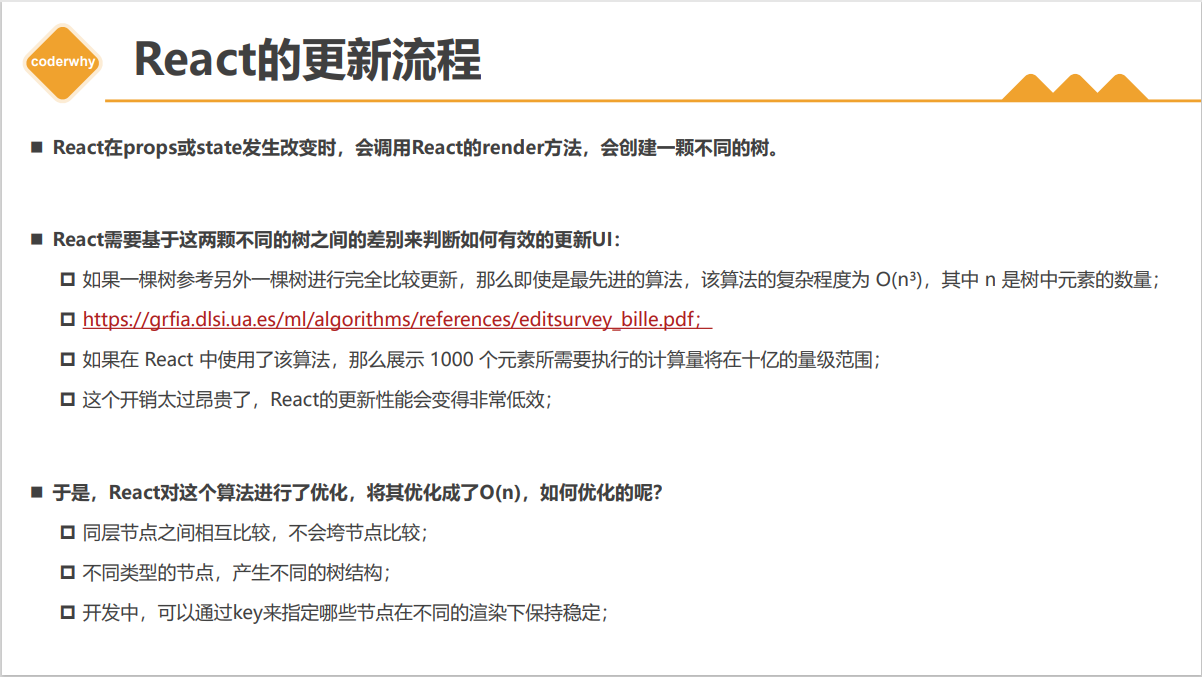 coderwhy
React的更新流程
React在props或state发生改变时，会调用React的render方法，会创建一颗不同的树。
React需要基于这两颗不同的树之间的差别来判断如何有效的更新UI：
如果一棵树参考另外一棵树进行完全比较更新，那么即使是最先进的算法，该算法的复杂程度为 O(n³)，其中 n 是树中元素的数量；
https://grfia.dlsi.ua.es/ml/algorithms/references/editsurvey_bille.pdf；
如果在 React 中使用了该算法，那么展示 1000 个元素所需要执行的计算量将在十亿的量级范围；
这个开销太过昂贵了，React的更新性能会变得非常低效；
于是，React对这个算法进行了优化，将其优化成了O(n)，如何优化的呢？
同层节点之间相互比较，不会垮节点比较；
不同类型的节点，产生不同的树结构；
开发中，可以通过key来指定哪些节点在不同的渲染下保持稳定；